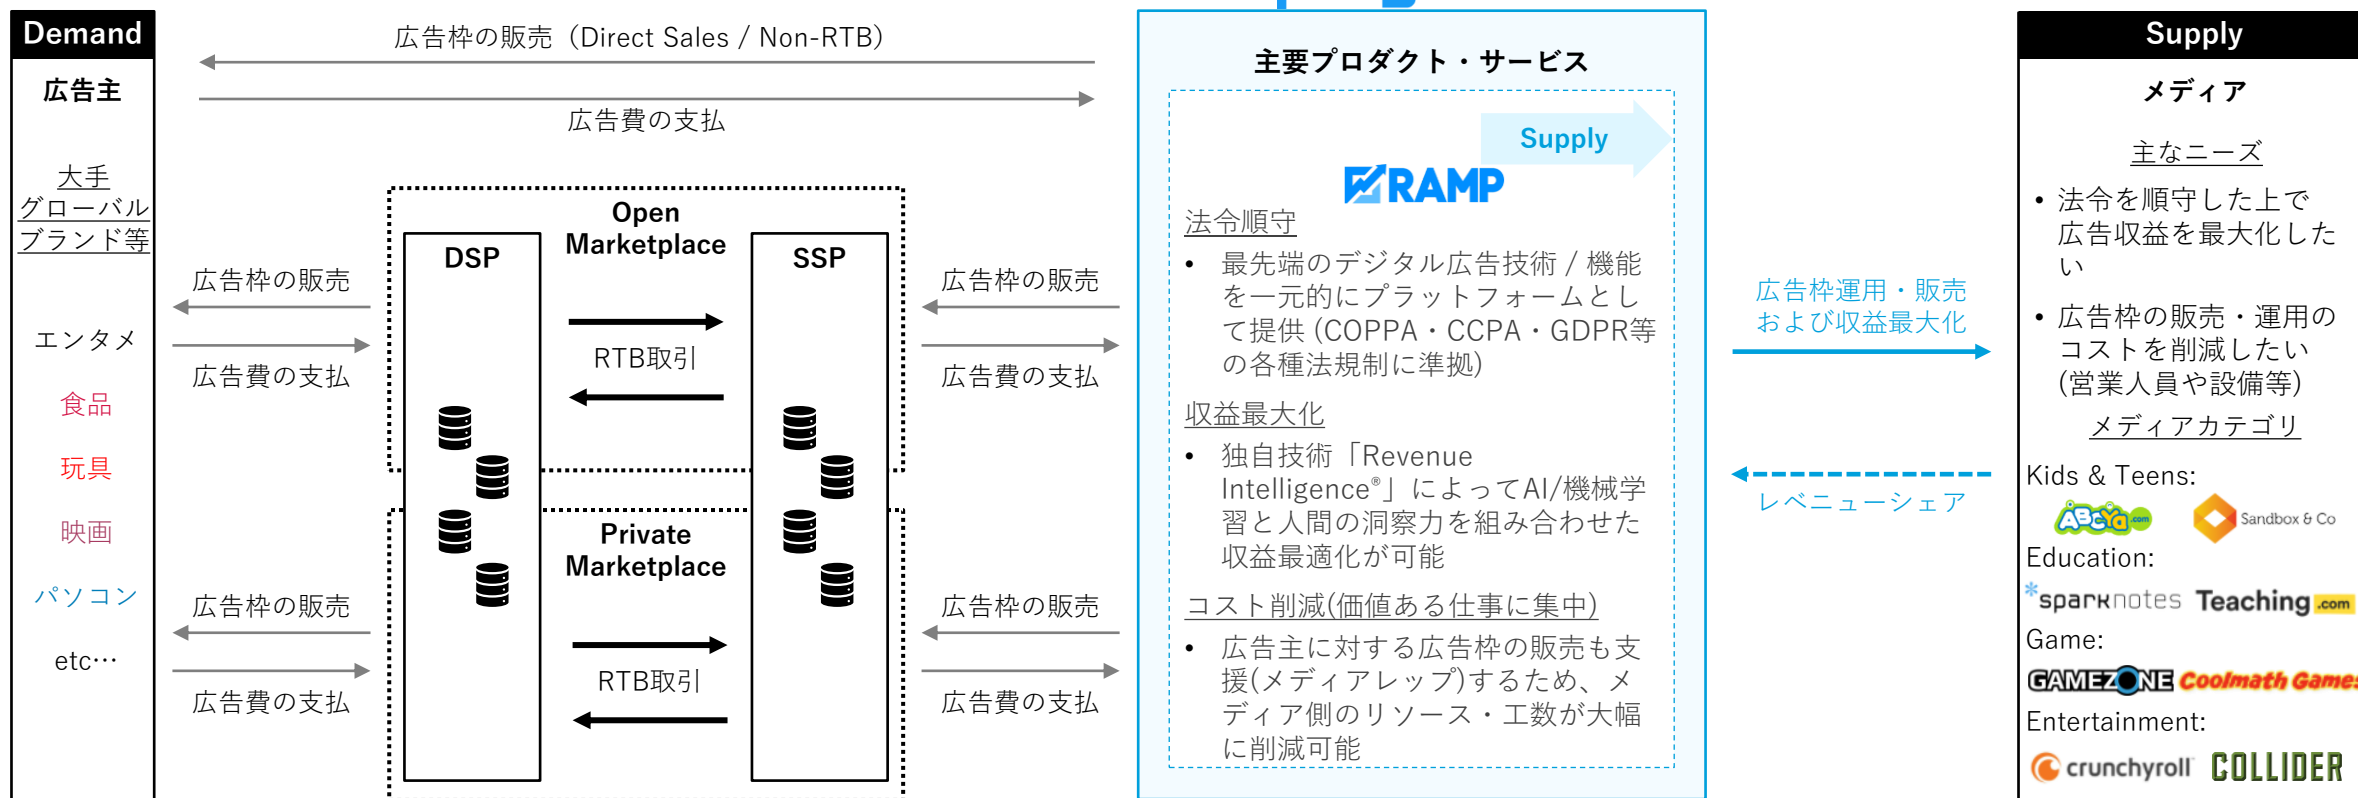 Demand
広告主
大手
グローバル
ブランド等
エンタメ
食品
玩具
映画
パソコン
etc…
広告枠の販売（Direct Sales / Non-RTB）
広告費の支払
広告枠の販売
広告費の支払
広告枠の販売
広告費の支払
Open
Marketplace
DSP
SSP
RTB取引
Private
Marketplace
RTB取引
広告枠の販売
広告費の支払
広告枠の販売
広告費の支払
主要プロダクト・サービス
Supply
RAMP
法令順守
• 最先端のデジタル広告技術 / 機能
を一元的にプラットフォームとし
て提供 (COPPA・CCPA・GDPR等
の各種法規制に準拠)
収益最大化
• 独自技術「Revenue
Intelligence®」によってAI/機械学
習と人間の洞察力を組み合わせた
収益最適化が可能
コスト削減(価値ある仕事に集中)
• 広告主に対する広告枠の販売も支
援(メディアレップ)するため、メ
ディア側のリソース・工数が大幅
に削減可能
広告枠運用・販売
および収益最大化
レベニューシェア
Supply
メディア
主なニーズ
• 法令を順守した上で
広告収益を最大化した
い
• 広告枠の販売・運用の
コストを削減したい
(営業人員や設備等)
メディアカテゴリ
Kids & Teens:
ABCya.com
Sandbox & Co
Education:
sparknotes
Teaching.com
Game:
GAMEZONE
Coolmath Games
Entertainment:
crunchyroll
COLLIDER